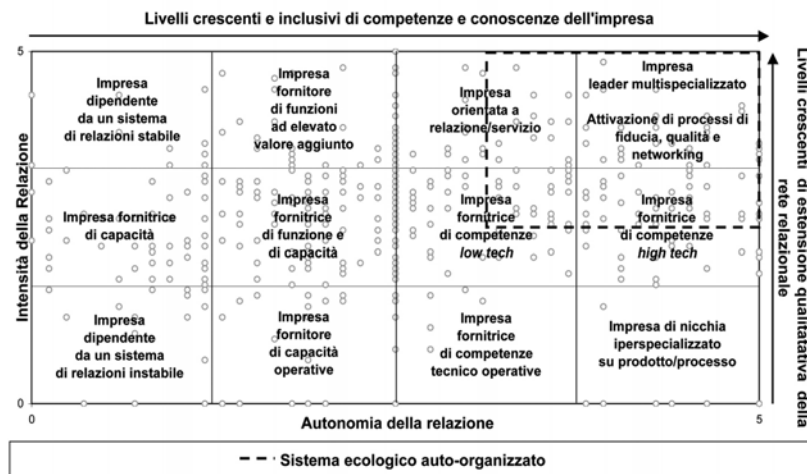 Livelli crescenti e inclusivi di competenze e conoscenze dell'impresa
5
Impresa
dipendente
da un sistema
di relazioni stabile
Impresa
fornitore
di funzioni
ad elevato
valore aggiunto
Impresa
orientata a
relazione/servizio
Impresa
leader multispecializzato
Attivazione di processi di
fiducia, qualità e
networking
Impresa fornitrice
di capacità
Impresa
fornitrice
di funzione e
di capacità
Impresa
fornitrice
di competenze
low tech
Impresa
fornitrice
di competenze
high tech
Impresa
dipendente
da un sistema
di relazioni instabile
Impresa
fornitore
di capacità
operative
Impresa
fornitrice
di competenze
tecnico operative
Impresa di nicchia
iperspecializzato
su prodotto/processo
Intensità della Relazione
Livelli crescenti di estensione qualitatativa della
rete relazionale
0
0
Autonomia della relazione
5
Sistema ecologico auto-organizzato